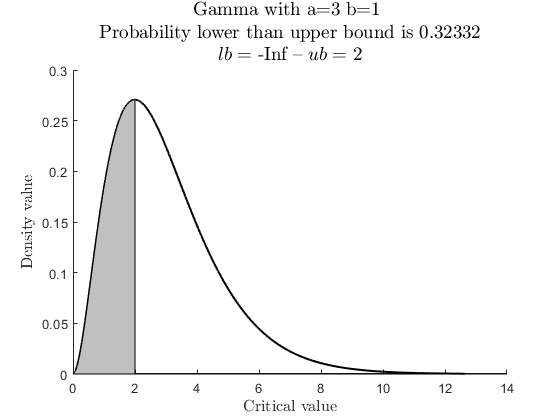 Gamma with a=3 b=1
Probability lower than upper bound is 0.32332
lb = -Inf – ub = 2
0.3
0.25
0.2
0.15
0.1
0.05
0
Density value
0 2 4 6 8 10 12 14
Critical value